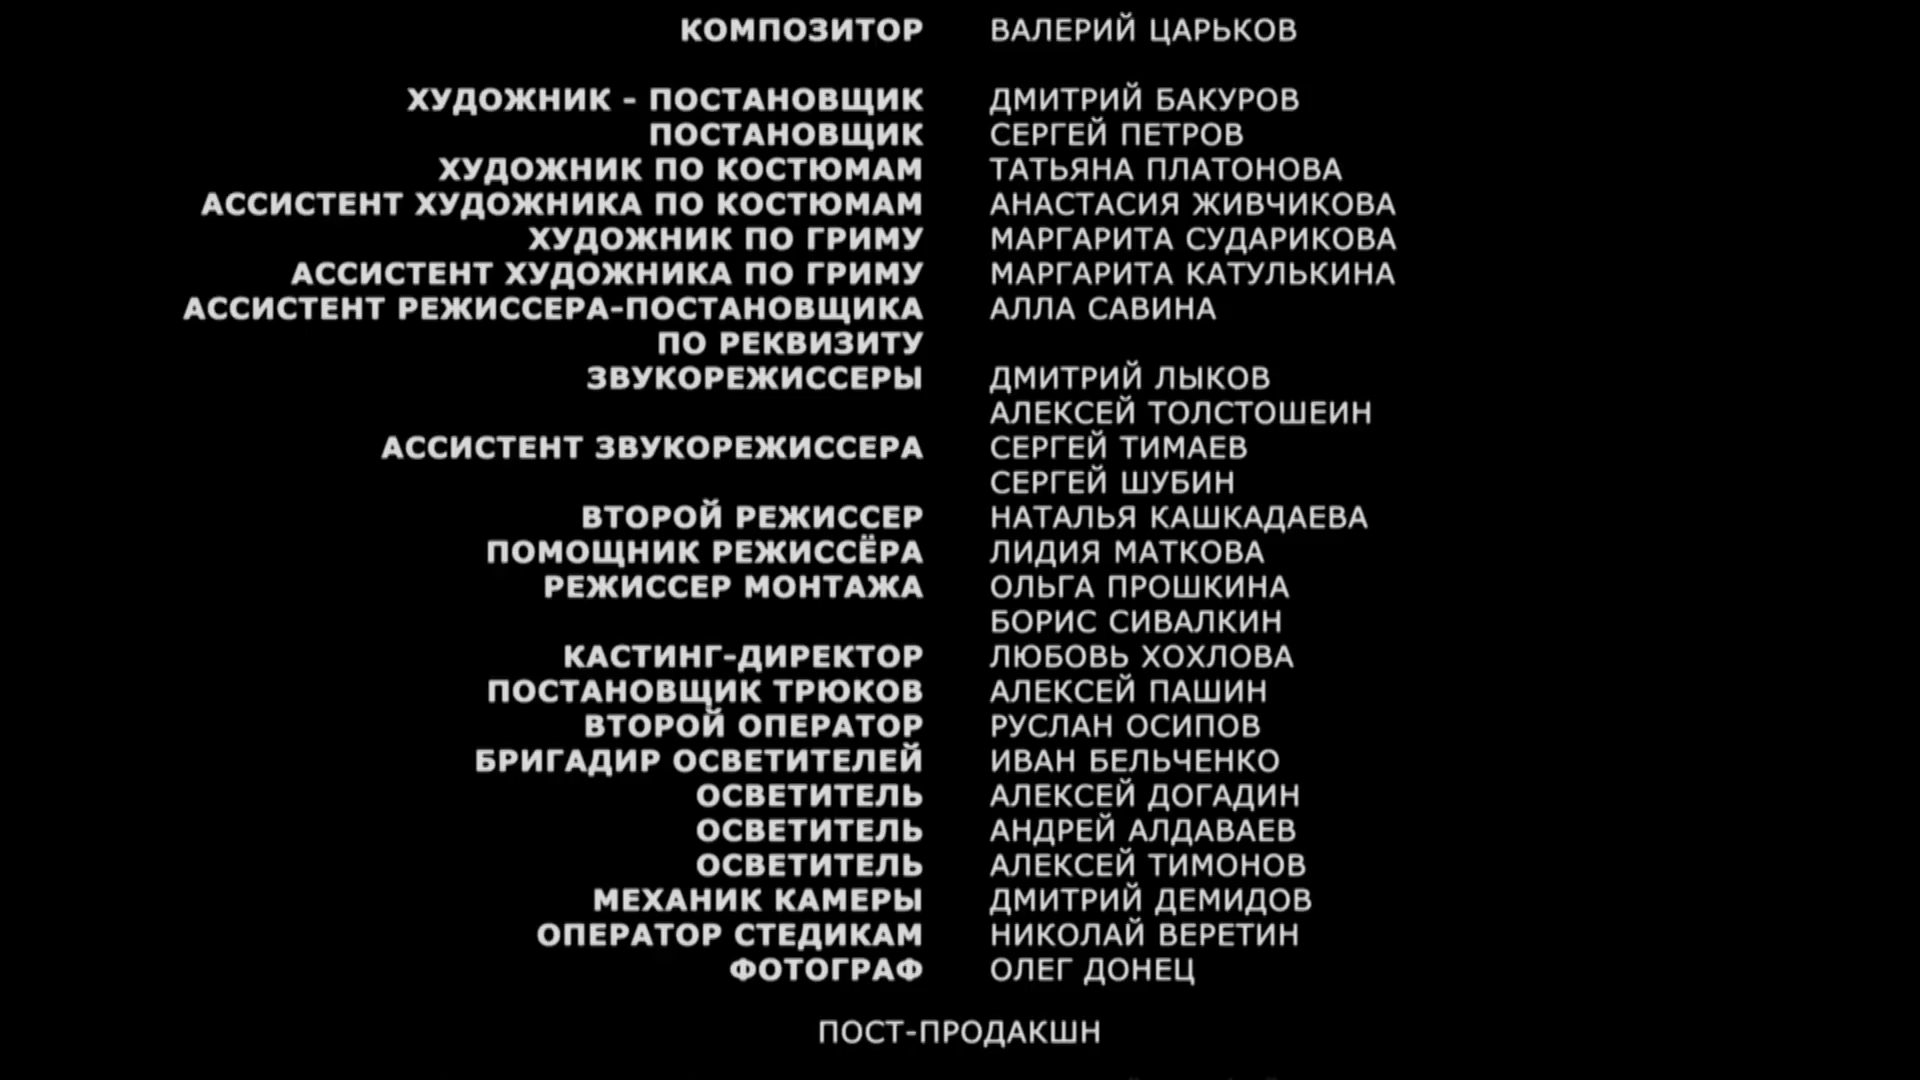 КОМПОЗИТОР ВАЛЕРИЙ ЦАРЬКОВ
ХУДОЖНИК - ПОСТАНОВЩИК ДМИТРИЙ БАКУРОВ
ПОСТАНОВЩИК СЕРГЕЙ ПЕТРОВ
ХУДОЖНИК ПО КОСТЮМАМ ТАТЬЯНА ПЛАТОНОВА
АССИСТЕНТ ХУДОЖНИКА ПО КОСТЮМАМ АНАСТАСИЯ ЖИВЧИКОВА
ХУДОЖНИК ПО ГРИМУ МАРГАРИТА СУДАРИКОВА
АССИСТЕНТ ХУДОЖНИКА ПО ГРИМУ МАРГАРИТА КАТУЛЬКИНА
АССИСТЕНТ РЕЖИССЕРА-ПОСТАНОВЩИКА АЛЛА САВИНА
ПО РЕКВИЗИТУ
ЗВУКОРЕЖИССЕРЫ ДМИТРИЙ ЛЫКОВ
АЛЕКСЕЙ ТОЛСТОШЕИН
АССИСТЕНТ ЗВУКОРЕЖИССЕРА СЕРГЕЙ ТИМАЕВ
СЕРГЕЙ ШУБИН
ВТОРОЙ РЕЖИССЕР НАТАЛЬЯ КАШКАДАЕВА
ПОМОЩНИК РЕЖИССЁРА ЛИДИЯ МАТКОВА
РЕЖИССЕР МОНТАЖА ОЛЬГА ПРОШКИНА
БОРИС СИВАЛКИН
КАСТИНГ-ДИРЕКТОР ЛЮБОВЬ ХОХЛОВА
ПОСТАНОВЩИК ТРЮКОВ АЛЕКСЕЙ ПАШИН
ВТОРОЙ ОПЕРАТОР РУСЛАН ОСИПОВ
БРИГАДИР ОСВЕТИТЕЛЕЙ ИВАН БЕЛЬЧЕНКО
ОСВЕТИТЕЛЬ АЛЕКСЕЙ ДОГАДИН
ОСВЕТИТЕЛЬ АНДРЕЙ АЛДАВАЕВ
ОСВЕТИТЕЛЬ АЛЕКСЕЙ ТИМОНОВ
МЕХАНИК КАМЕРЫ ДМИТРИЙ ДЕМИДОВ
ОПЕРАТОР СТЕДИКАМ НИКОЛАЙ ВЕРЕТИН
ФОТОГРАФ ОЛЕГ ДОНЕЦ
ПОСТ-ПРОДАКШН